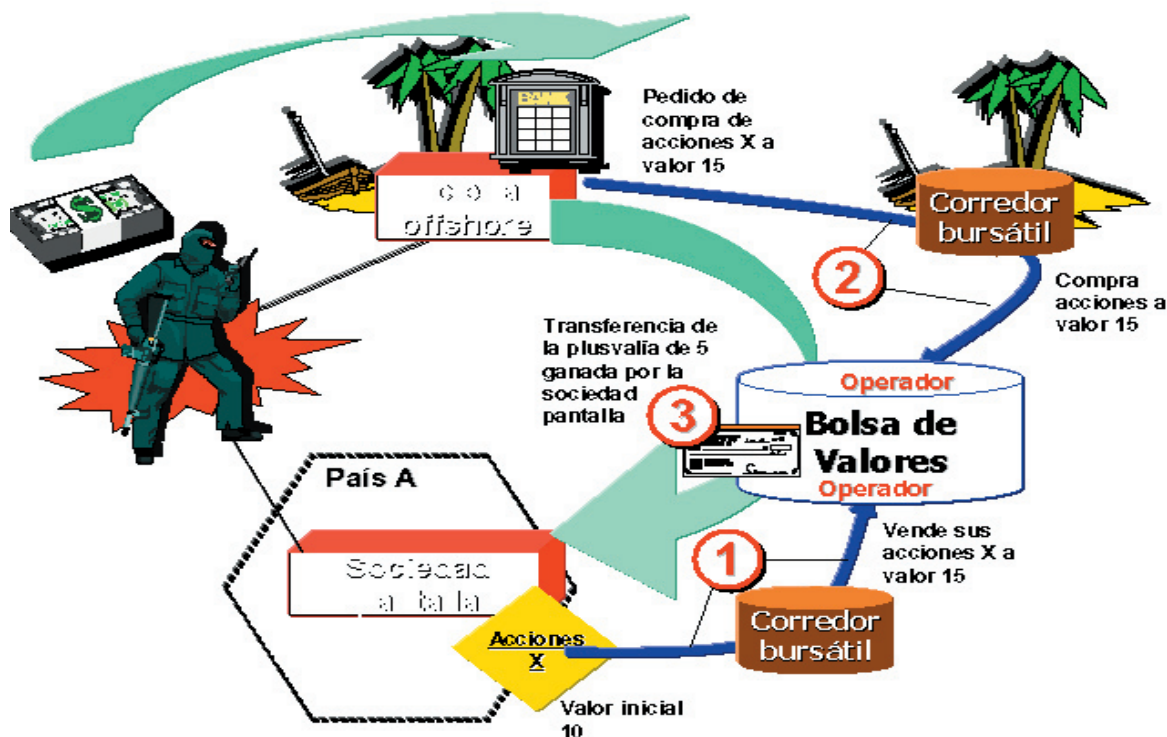 BANK
Pedido de
compra de
acciones X a
valor 15
offshore
Corredor
bursátil
2
Compra
acciones a
valor 15
Transferencia de
la plusvalía de 5
ganada por la
sociedad
pantalla
3
Operador
Bolsa de
Valores
Operador
País A
Sociedad
1
Vende sus
acciones X a
valor 15
Corredor
bursátil
Acciones
X
Valor inicial
10